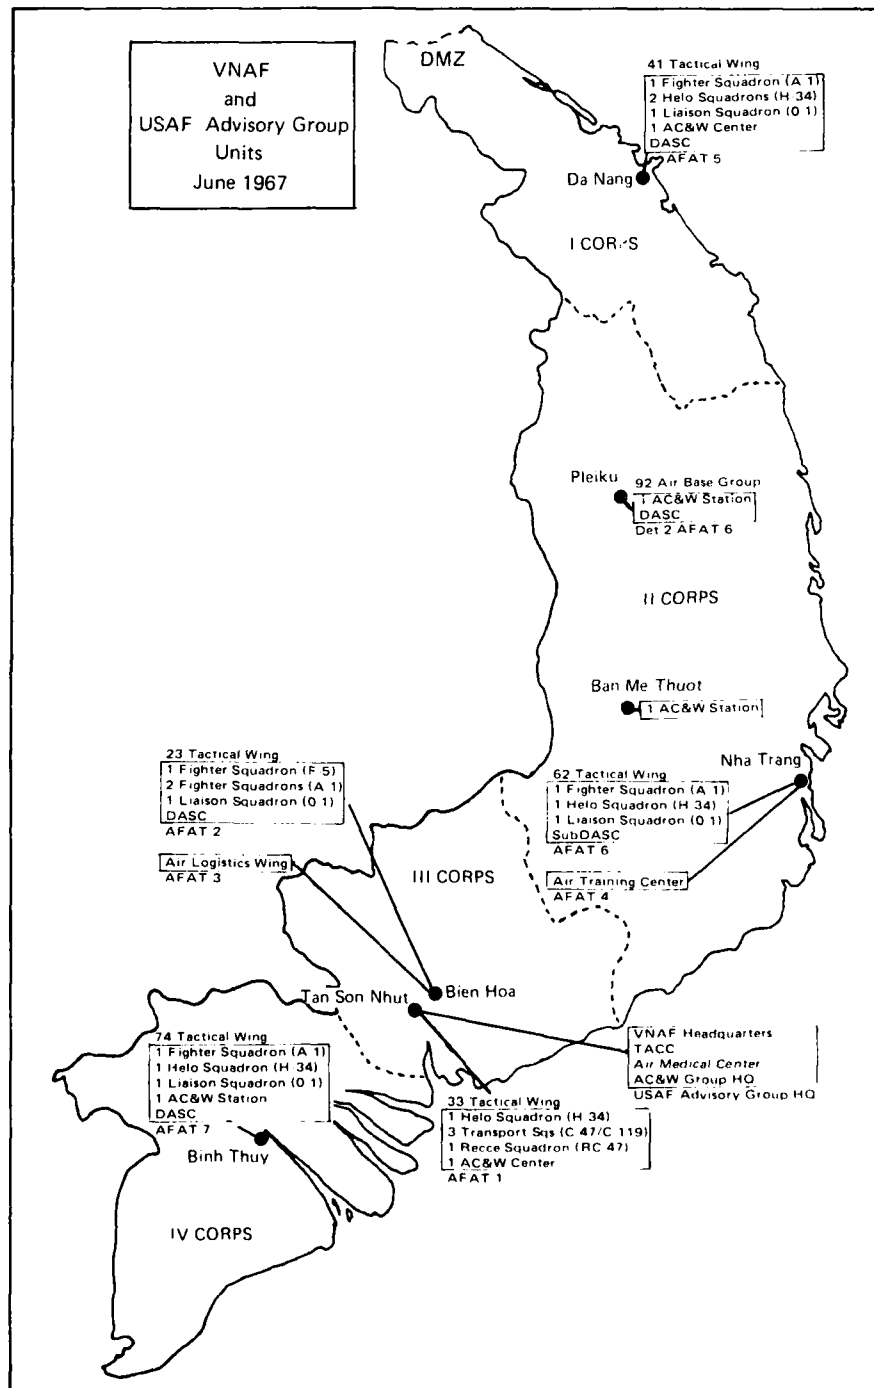 VNAF
and
USAF Advisory Group
Units
June 1967
DMZ
41 Tactical Wing
1 Fighter Squadron (A 1)
2 Helo Squadrons (H 34)
1 Liaison Squadron (O 1)
1 AC&W Center
DASC
AFAT 5
Da Nang
I CORPS
Pleiku
92 Air Base Group
1 AC&W Station
DASC
Det 2 AFAT 6
II CORPS
Ban Me Thuot
1 AC&W Station
Nha Trang
62 Tactical Wing
1 Fighter Squadron (A 1)
1 Helo Squadron (H 34)
1 Liaison Squadron (O 1)
SubDASC
AFAT 6
Air Training Center
AFAT 4
23 Tactical Wing
1 Fighter Squadron (F 5)
2 Fighter Squadrons (A 1)
1 Liaison Squadron (O 1)
DASC
AFAT 2
Air Logistics Wing
AFAT 3
III CORPS
Bien Hoa
Tan Son Nhut
VNAF Headquarters
TACC
Air Medical Center
AC&W Group HQ
USAF Advisory Group HQ
33 Tactical Wing
1 Helo Squadron (H 34)
3 Transport Sqs (C 47/C 119)
1 Recce Squadron (RC 47)
1 AC&W Center
AFAT 1
74 Tactical Wing
1 Fighter Squadron (A 1)
1 Helo Squadron (H 34)
1 Liaison Squadron (O 1)
1 AC&W Station
DASC
AFAT 7
Binh Thuy
IV CORPS